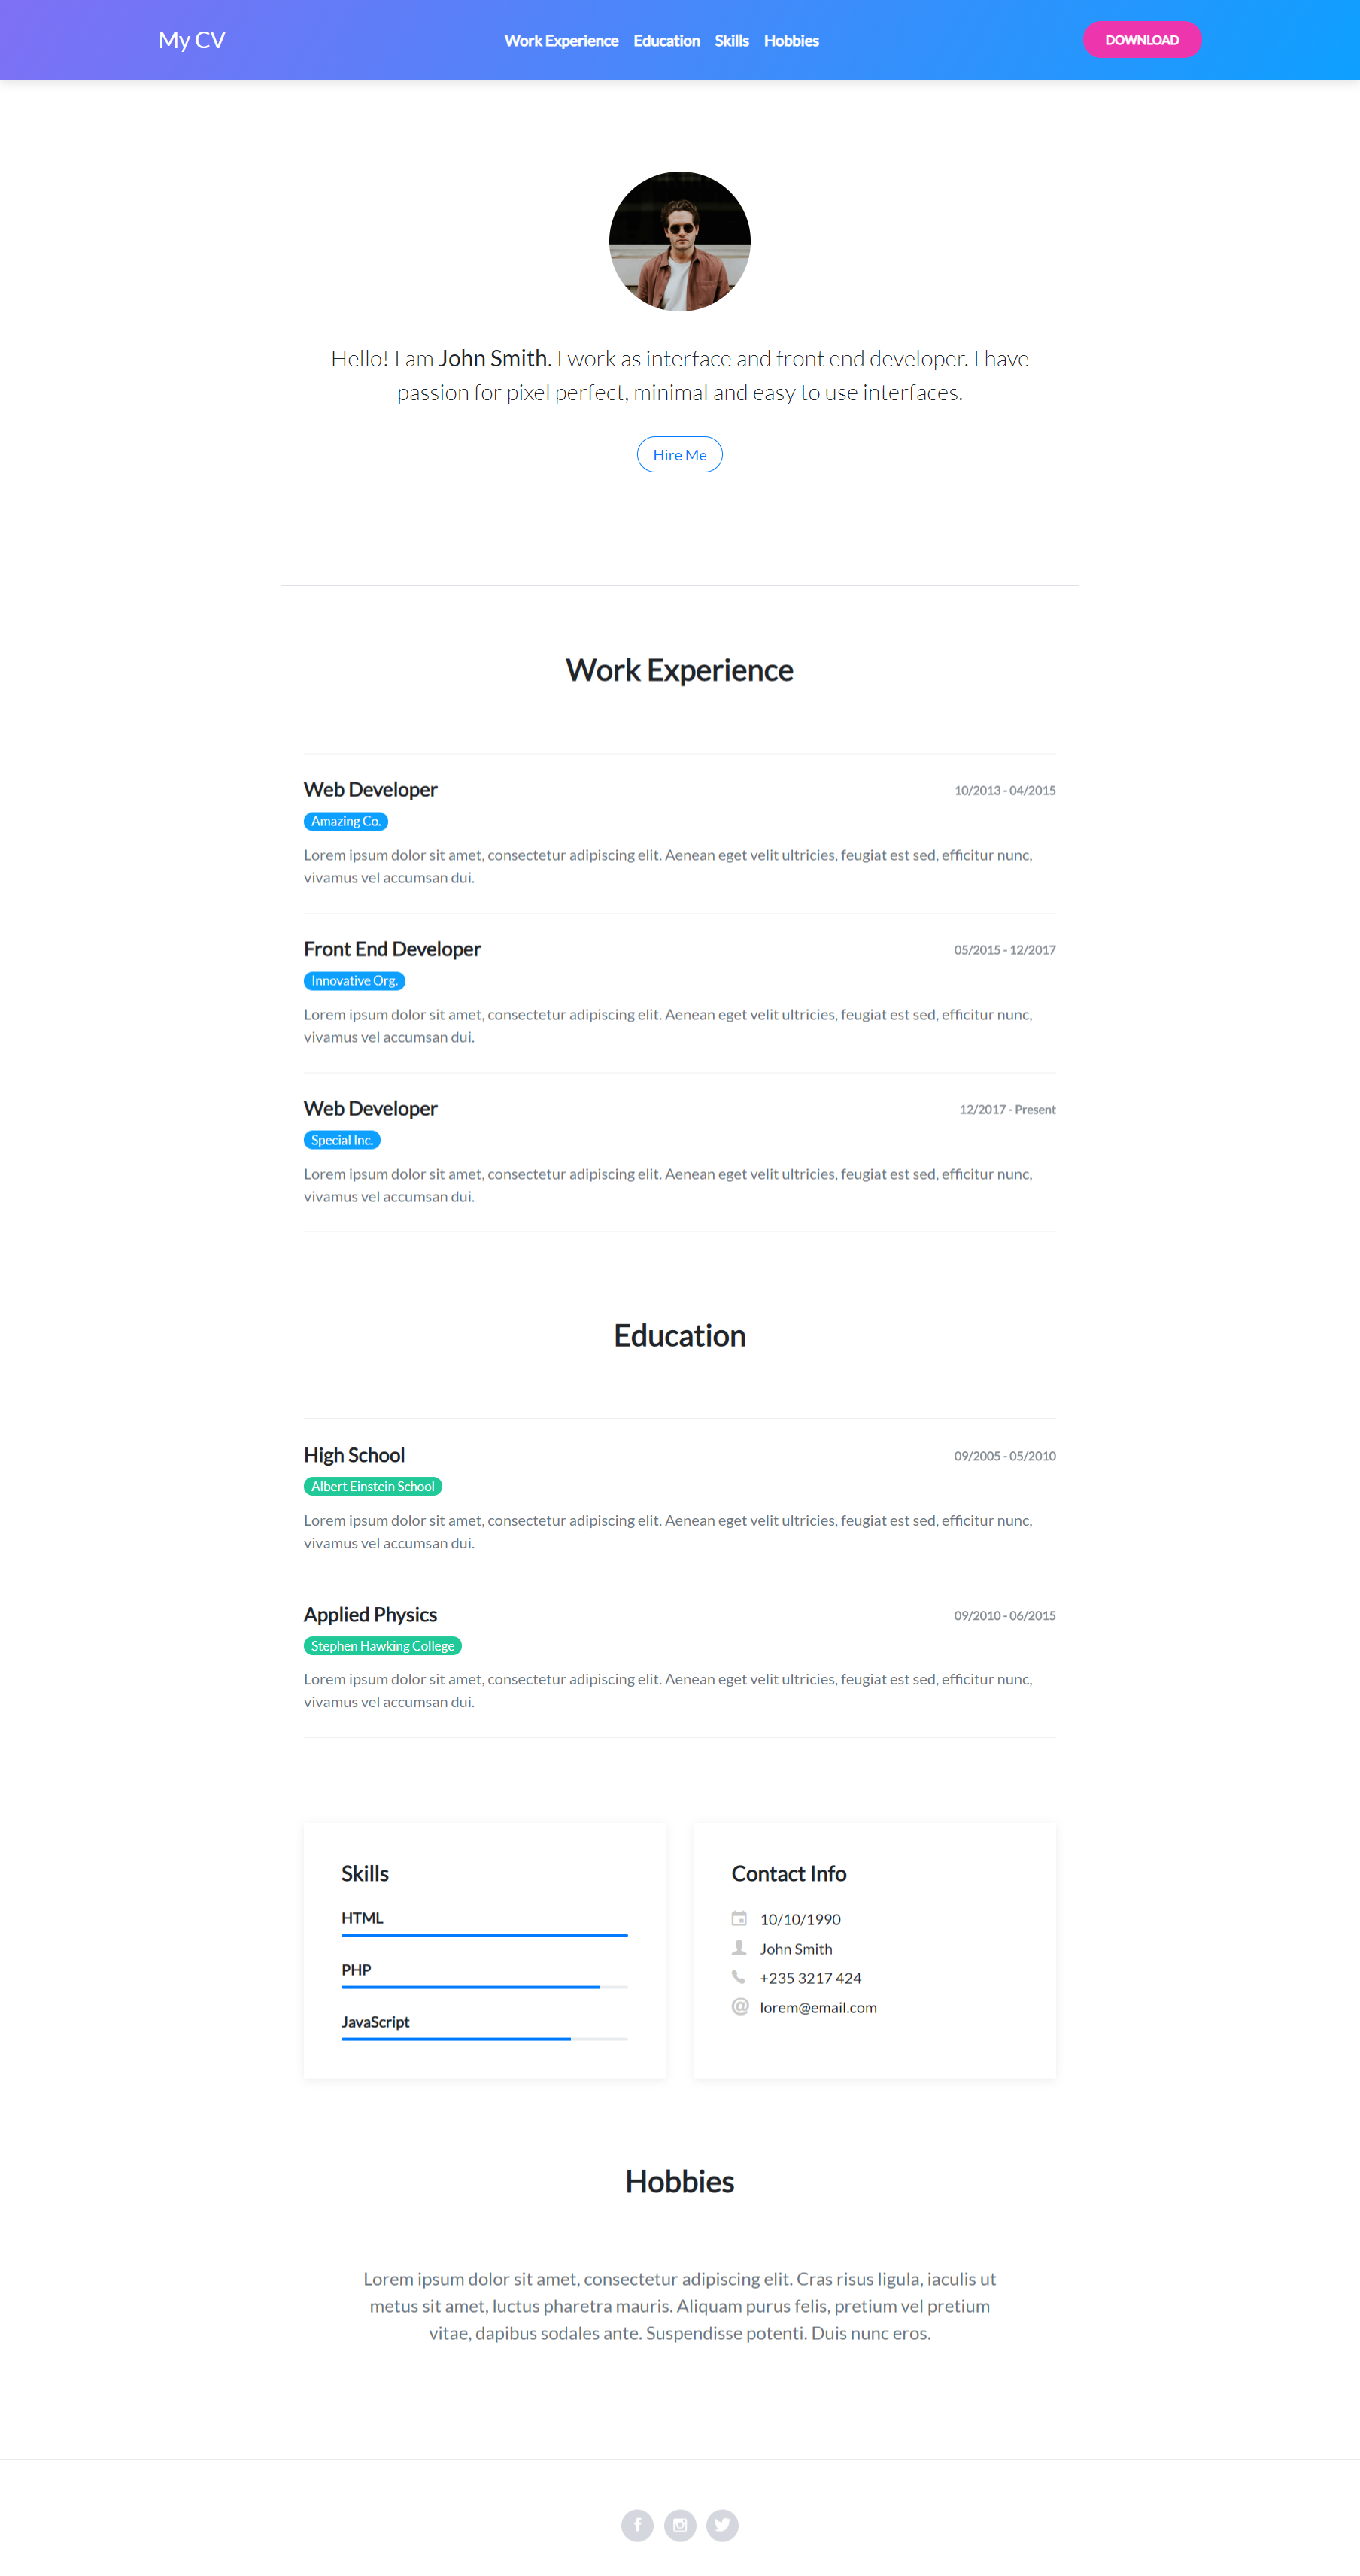 My CV
Work Experience Education Skills Hobbies
DOWNLOAD
Hello! I am John Smith. I work as interface and front end developer. I have
passion for pixel perfect, minimal and easy to use interfaces.
Hire Me
Work Experience
Web Developer
10/2013 - 04/2015
Amazing Co.
Lorem ipsum dolor sit amet, consectetur adipiscing elit. Aenean eget velit ultricies, feugiat est sed, efficitur nunc,
vivamus vel accumsan dui.
Front End Developer
05/2015 - 12/2017
Innovative Org.
Lorem ipsum dolor sit amet, consectetur adipiscing elit. Aenean eget velit ultricies, feugiat est sed, efficitur nunc,
vivamus vel accumsan dui.
Web Developer
12/2017 - Present
Special Inc.
Lorem ipsum dolor sit amet, consectetur adipiscing elit. Aenean eget velit ultricies, feugiat est sed, efficitur nunc,
vivamus vel accumsan dui.
Education
High School
09/2005 - 05/2010
Albert Einstein School
Lorem ipsum dolor sit amet, consectetur adipiscing elit. Aenean eget velit ultricies, feugiat est sed, efficitur nunc,
vivamus vel accumsan dui.
Applied Physics
09/2010 - 06/2015
Stephen Hawking College
Lorem ipsum dolor sit amet, consectetur adipiscing elit. Aenean eget velit ultricies, feugiat est sed, efficitur nunc,
vivamus vel accumsan dui.
Skills
HTML
PHP
JavaScript
Contact Info
10/10/1990
John Smith
+235 3217 424
lorem@email.com
Hobbies
Lorem ipsum dolor sit amet, consectetur adipiscing elit. Cras risus ligula, iaculis ut
metus sit amet, luctus pharetra mauris. Aliquam purus felis, pretium vel pretium
vitae, dapibus sodales ante. Suspendisse potenti. Duis nunc eros.